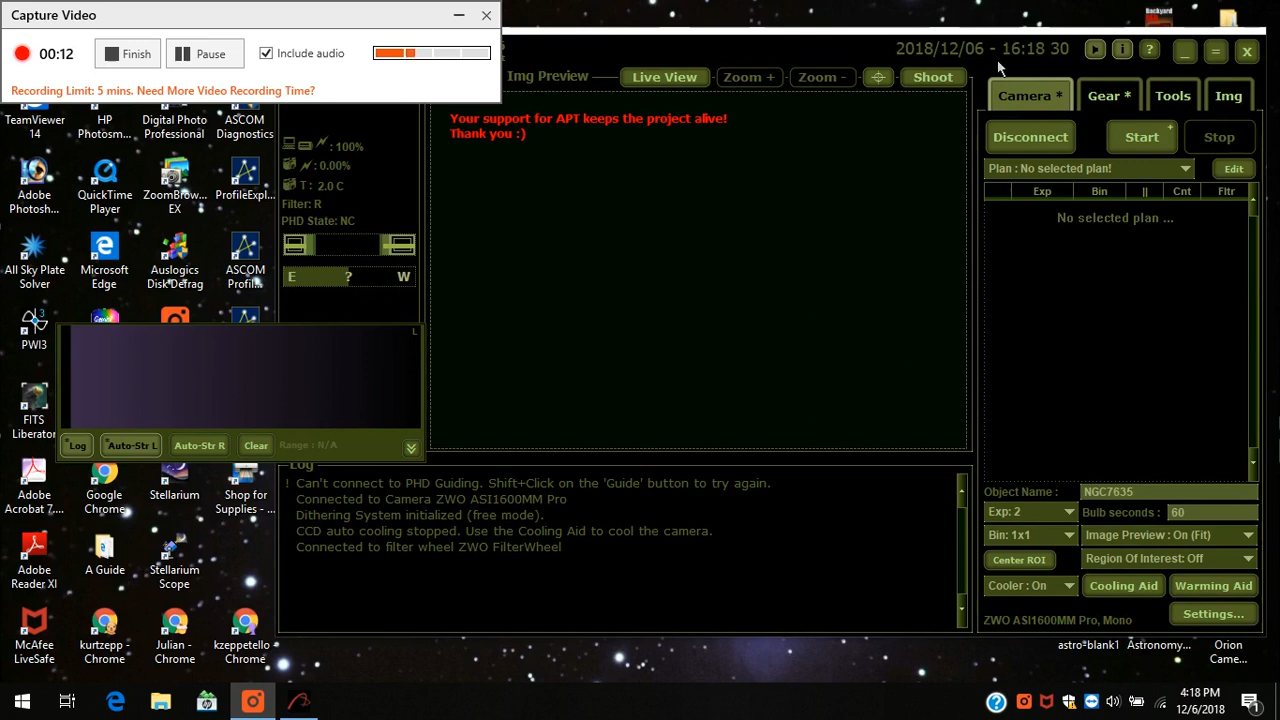 Capture Video
00:12
Finish
Pause
Include audio
Recording Limit: 5 mins. Need More Video Recording Time?
Backyard
2018/12/06 - 16:18 30
i
?
_
=
X
Img Preview
Live View
Zoom +
Zoom -
Shoot
Camera *
Gear *
Tools
Img
Your support for APT keeps the project alive!
Thank you :)
: 100%
: 0.00%
T : 2.0 C
Filter: R
PHD State: NC
E ? W
Disconnect
Start +
Stop
Plan : No selected plan!
Edit
Exp Bin || Cnt Fltr
No selected plan ...
TeamViewer 14
HP Photosm...
Digital Photo Professional
ASCOM Diagnostics
Adobe Photosh...
QuickTime Player
ZoomBrow... EX
ProfileExpl...
All Sky Plate Solver
Microsoft Edge
Auslogics Disk Defrag
ASCOM Profil...
PWI3
L
Log
Auto-Str L
Auto-Str R
Clear
Range : N/A
FITS Liberator
Adobe Acrobat 7....
Google Chrome
Stellarium
Shop for Supplies - ...
Adobe Reader XI
A Guide
Stellarium Scope
McAfee LiveSafe
kurtzepp - Chrome
Julian - Chrome
kzeppetello - Chrome
Log
! Can't connect to PHD Guiding. Shift+Click on the 'Guide' button to try again.
Connected to Camera ZWO ASI1600MM Pro
Dithering System initialized (free mode).
CCD auto cooling stopped. Use the Cooling Aid to cool the camera.
Connected to filter wheel ZWO FilterWheel
Object Name : NGC7635
Exp: 2
Bulb seconds : 60
Bin: 1x1
Image Preview : On (Fit)
Center ROI
Region Of Interest: Off
Cooler : On
Cooling Aid
Warming Aid
ZWO ASI1600MM Pro, Mono
Settings...
astro*blank1
Astronomy...
Orion Came...
4:18 PM
12/6/2018
1